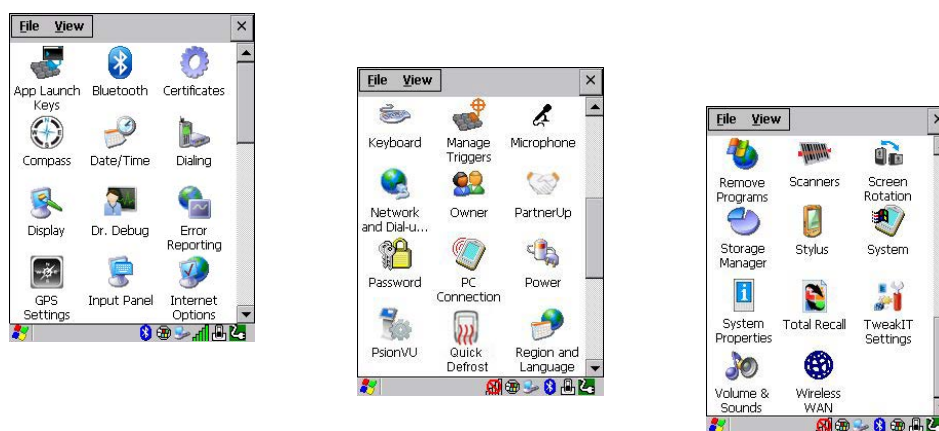 File View
App Launch Bluetooth Certificates
Keys
Compass Date/Time Dialing
Display Dr. Debug Error
Reporting
GPS Input Panel Internet
Settings Options
File View
Keyboard Manage Microphone
Triggers
Network Owner PartnerUp
and Dial-u...
Password PC Power
Connection
PsionVU Quick Region and
Defrost Language
File View
Remove Scanners Screen
Programs Rotation
Storage Stylus System
Manager
System Total Recall TweakIT
Properties Settings
Volume & Wireless
Sounds WAN